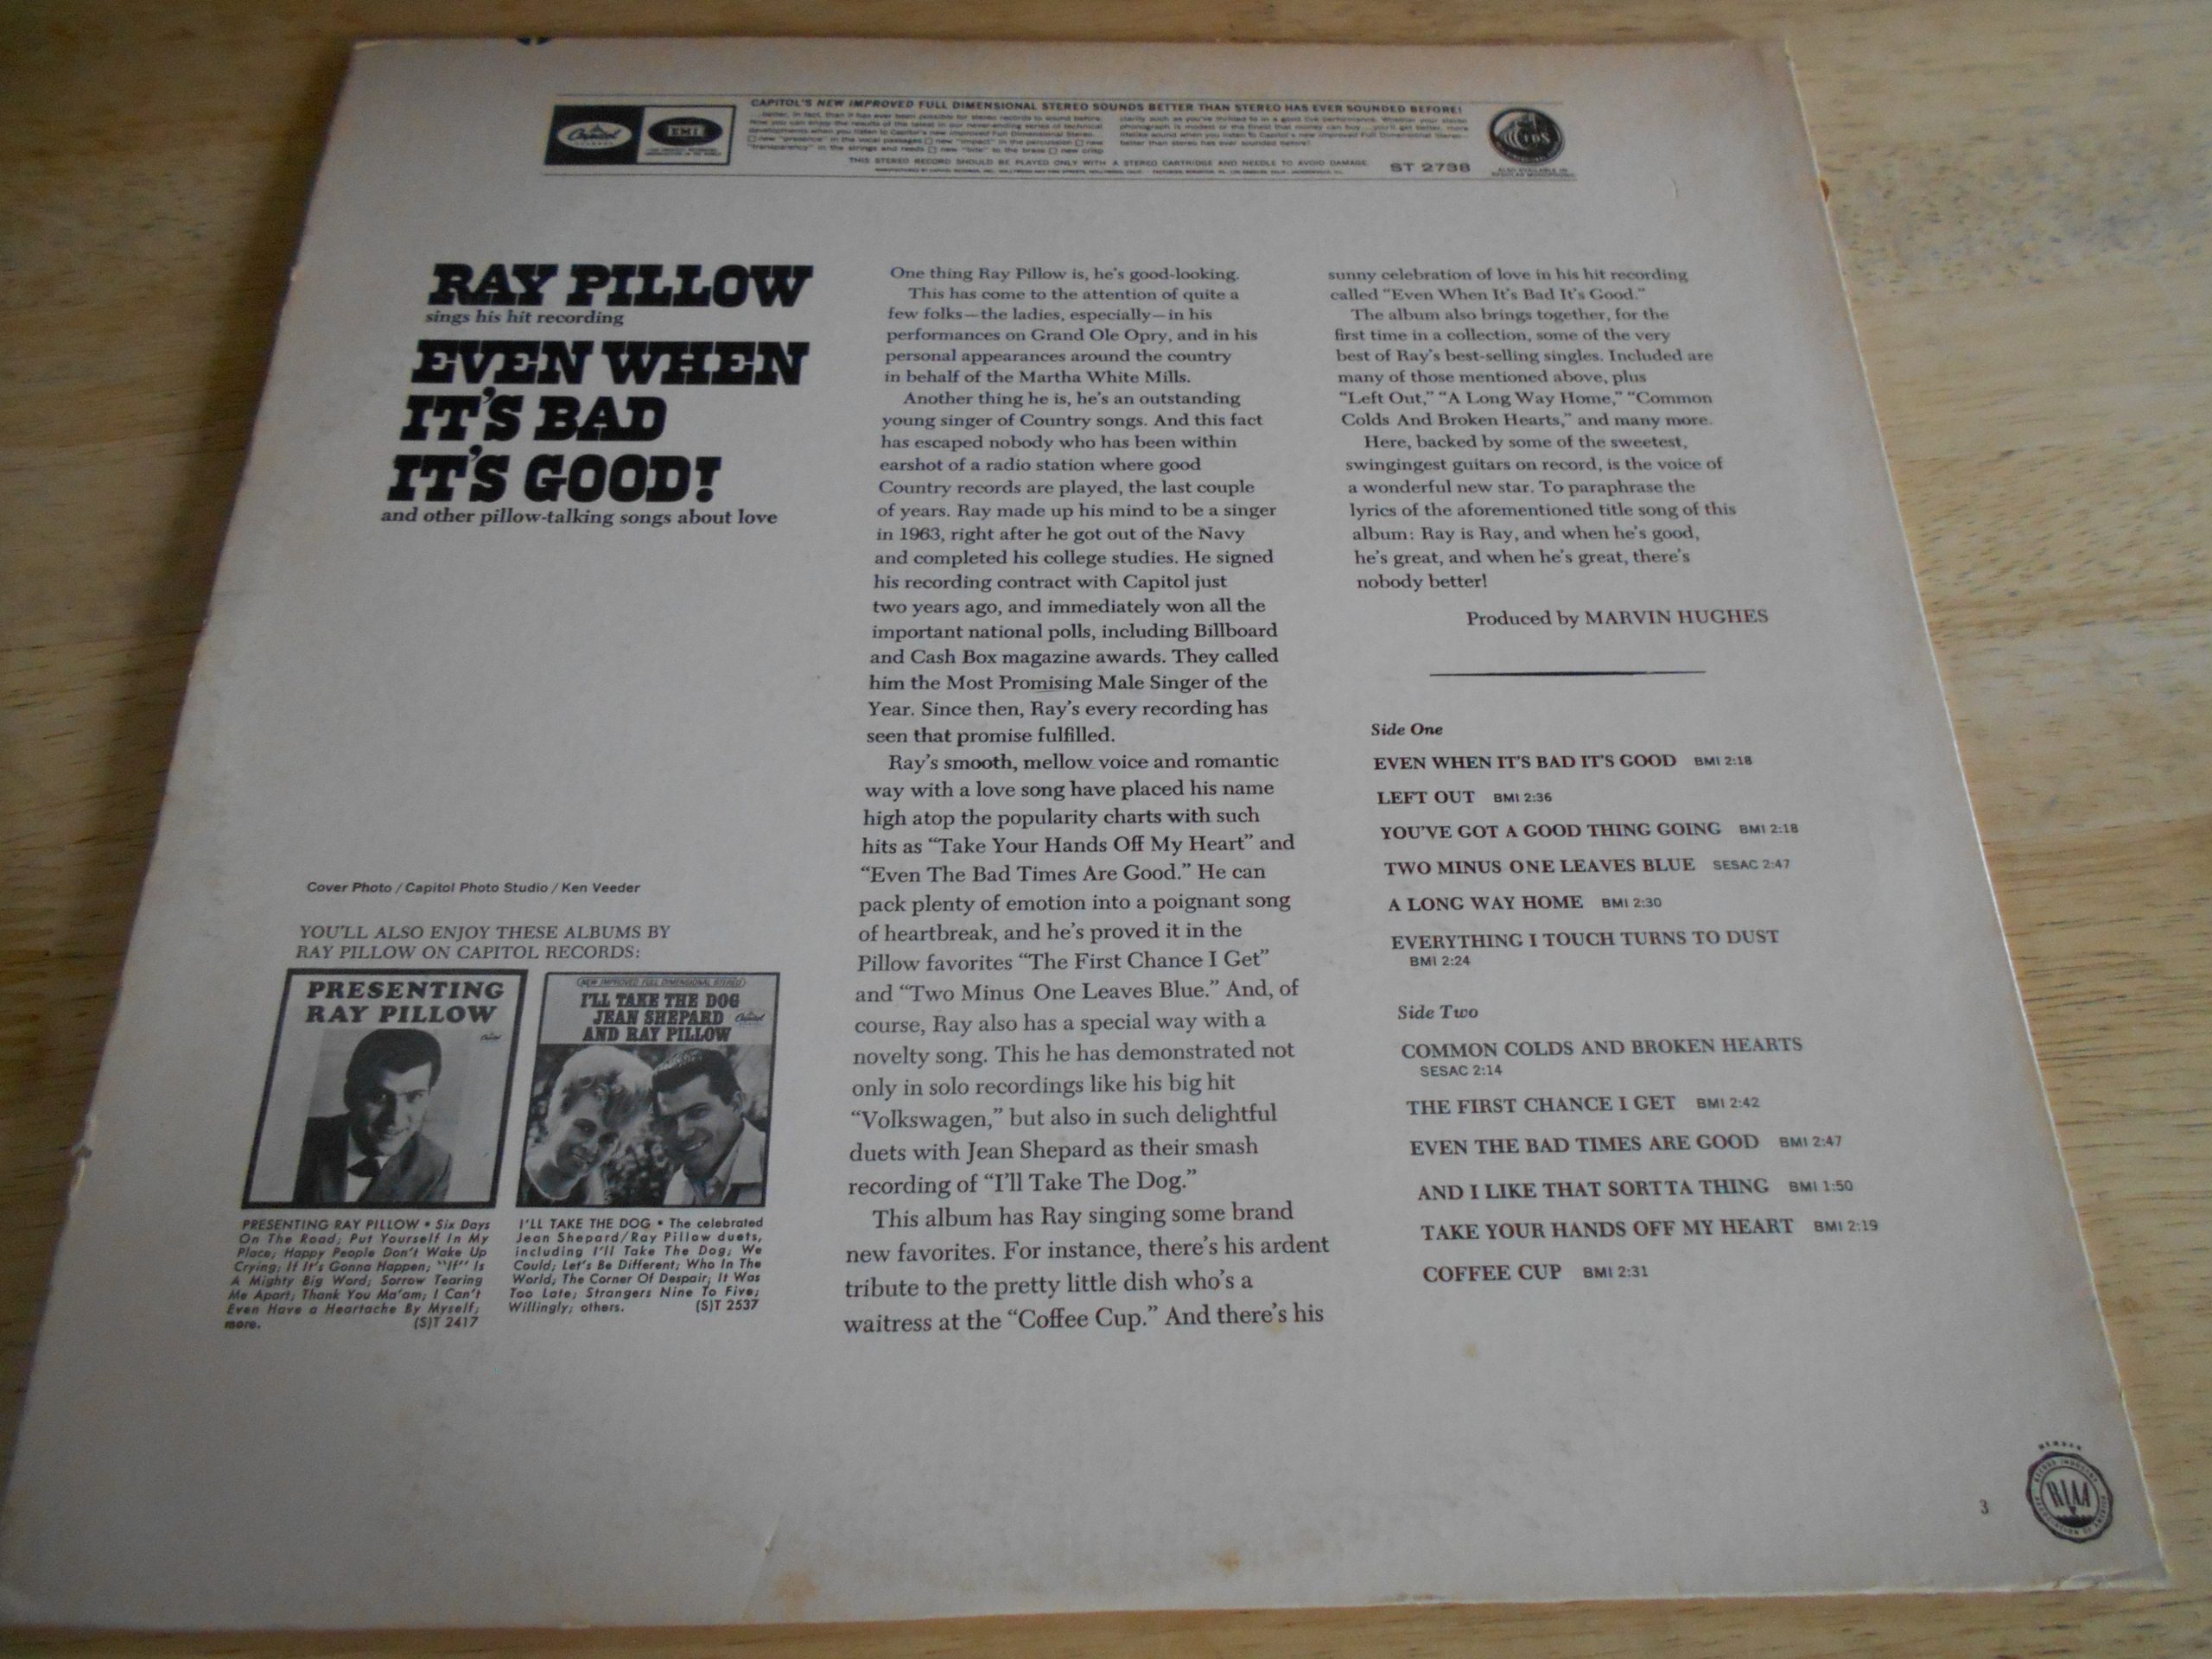 Capitol
EMI
CAPITOL'S NEW IMPROVED FULL DIMENSIONAL STEREO SOUNDS BETTER THAN STEREO HAS EVER SOUNDED BEFORE!
THIS STEREO RECORD SHOULD BE PLAYED ONLY WITH A STEREO CARTRIDGE AND NEEDLE TO AVOID DAMAGE.
ST 2738
RAY PILLOW
sings his hit recording
EVEN WHEN
IT'S BAD
IT'S GOOD!
and other pillow-talking songs about love
Cover Photo / Capitol Photo Studio / Ken Veeder
YOU'LL ALSO ENJOY THESE ALBUMS BY
RAY PILLOW ON CAPITOL RECORDS:
PRESENTING
RAY PILLOW
NEW IMPROVED FULL DIMENSIONAL STEREO
I'LL TAKE THE DOG
JEAN SHEPARD
AND RAY PILLOW
Capitol
PRESENTING RAY PILLOW • Six Days
On The Road; Put Yourself In My
Place; Happy People Don't Wake Up
Crying; If It's Gonna Happen; "If" Is
A Mighty Big Word; Sorrow Tearing
Me Apart; Thank You Ma'am; I Can't
Even Have a Heartache By Myself;
more. (S)T 2417
I'LL TAKE THE DOG • The celebrated
Jean Shepard/Ray Pillow duets,
including I'll Take The Dog; We
Could; Let's Be Different; Who In The
World; The Corner Of Despair; It Was
Too Late; Strangers Nine To Five;
Willingly; others. (S)T 2537
One thing Ray Pillow is, he's good-looking.
This has come to the attention of quite a
few folks—the ladies, especially—in his
performances on Grand Ole Opry, and in his
personal appearances around the country
in behalf of the Martha White Mills.
Another thing he is, he's an outstanding
young singer of Country songs. And this fact
has escaped nobody who has been within
earshot of a radio station where good
Country records are played, the last couple
of years. Ray made up his mind to be a singer
in 1963, right after he got out of the Navy
and completed his college studies. He signed
his recording contract with Capitol just
two years ago, and immediately won all the
important national polls, including Billboard
and Cash Box magazine awards. They called
him the Most Promising Male Singer of the
Year. Since then, Ray's every recording has
seen that promise fulfilled.
Ray's smooth, mellow voice and romantic
way with a love song have placed his name
high atop the popularity charts with such
hits as "Take Your Hands Off My Heart" and
"Even The Bad Times Are Good." He can
pack plenty of emotion into a poignant song
of heartbreak, and he's proved it in the
Pillow favorites "The First Chance I Get"
and "Two Minus One Leaves Blue." And, of
course, Ray also has a special way with a
novelty song. This he has demonstrated not
only in solo recordings like his big hit
"Volkswagen," but also in such delightful
duets with Jean Shepard as their smash
recording of "I'll Take The Dog."
This album has Ray singing some brand
new favorites. For instance, there's his ardent
tribute to the pretty little dish who's a
waitress at the "Coffee Cup." And there's his
sunny celebration of love in his hit recording
called "Even When It's Bad It's Good."
The album also brings together, for the
first time in a collection, some of the very
best of Ray's best-selling singles. Included are
many of those mentioned above, plus
"Left Out," "A Long Way Home," "Common
Colds And Broken Hearts," and many more.
Here, backed by some of the sweetest,
swingingest guitars on record, is the voice of
a wonderful new star. To paraphrase the
lyrics of the aforementioned title song of this
album: Ray is Ray, and when he's good,
he's great, and when he's great, there's
nobody better!
Produced by MARVIN HUGHES
Side One
EVEN WHEN IT'S BAD IT'S GOOD BMI 2:18
LEFT OUT BMI 2:36
YOU'VE GOT A GOOD THING GOING BMI 2:18
TWO MINUS ONE LEAVES BLUE SESAC 2:47
A LONG WAY HOME BMI 2:30
EVERYTHING I TOUCH TURNS TO DUST
BMI 2:24
Side Two
COMMON COLDS AND BROKEN HEARTS
SESAC 2:14
THE FIRST CHANCE I GET BMI 2:42
EVEN THE BAD TIMES ARE GOOD BMI 2:47
AND I LIKE THAT SORTTA THING BMI 1:50
TAKE YOUR HANDS OFF MY HEART BMI 2:19
COFFEE CUP BMI 2:31
3
MEMBER
RIAA